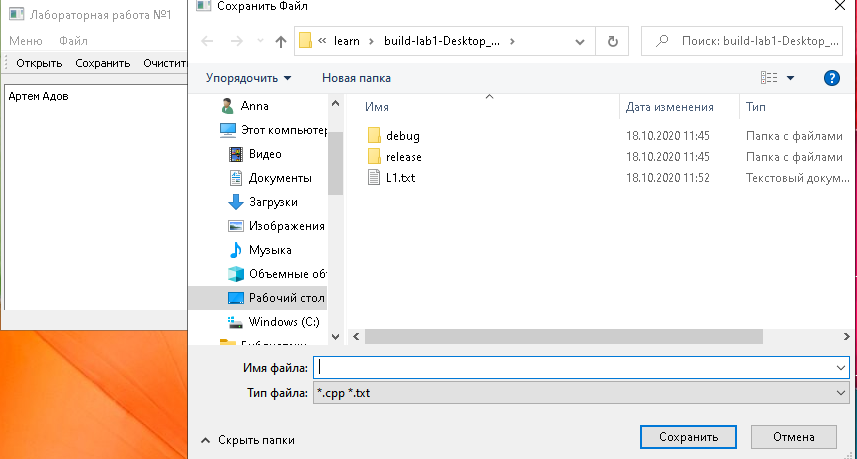 Лабораторная работа №1
Меню Файл
Открыть Сохранить Очистить
Артем Адов
Сохранить Файл
« learn › build-lab1-Desktop_... ›
Поиск: build-lab1-Desktop_...
Упорядочить Новая папка
Anna
Этот компьютер
Видео
Документы
Загрузки
Изображения
Музыка
Объемные об
Рабочий стол
Windows (C:)
Библиотеки
Имя Дата изменения Тип
debug 18.10.2020 11:45 Папка с файлами
release 18.10.2020 11:45 Папка с файлами
L1.txt 18.10.2020 11:52 Текстовый докум...
Имя файла:
Тип файла: *.cpp *.txt
Скрыть папки Сохранить Отмена